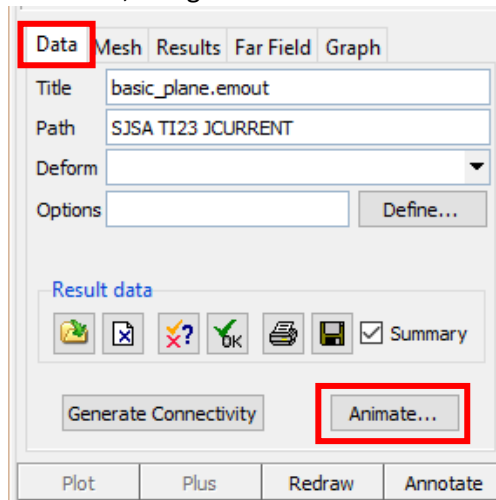 Data Mesh Results Far Field Graph
Title basic_plane.emout
Path SJSA TI23 JCURRENT
Deform
Options Define...
Result data
? OK Summary
Generate Connectivity Animate...
Plot Plus Redraw Annotate